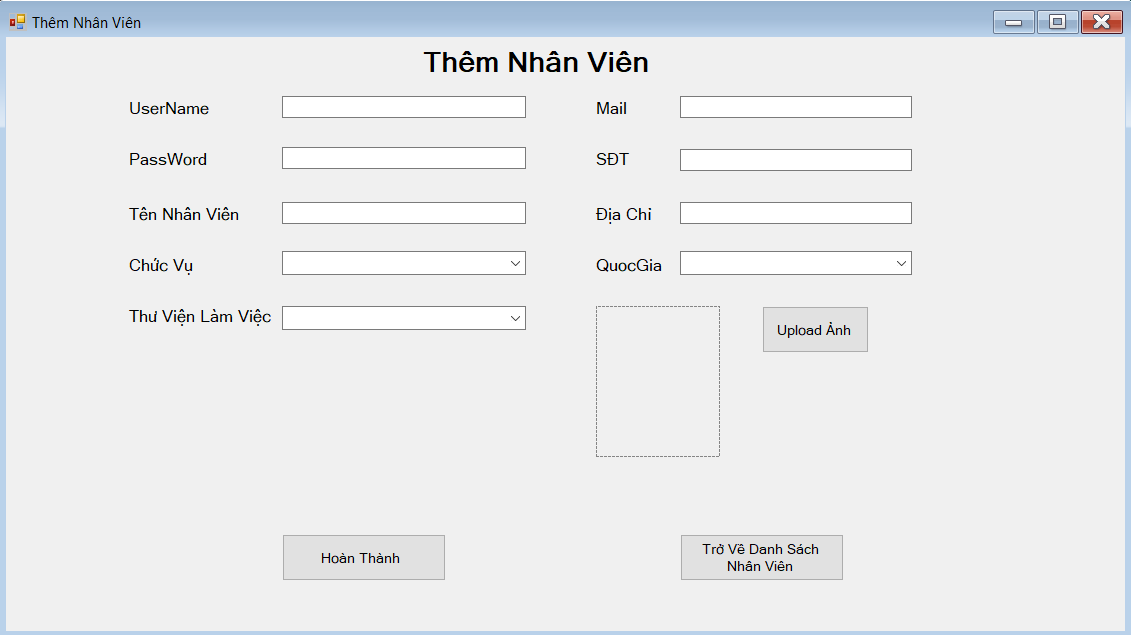 Thêm Nhân Viên
Thêm Nhân Viên
UserName
Mail
PassWord
SĐT
Tên Nhân Viên
Địa Chỉ
Chức Vụ
QuocGia
Thư Viện Làm Việc
Upload Ảnh
Hoàn Thành
Trở Về Danh Sách
Nhân Viên